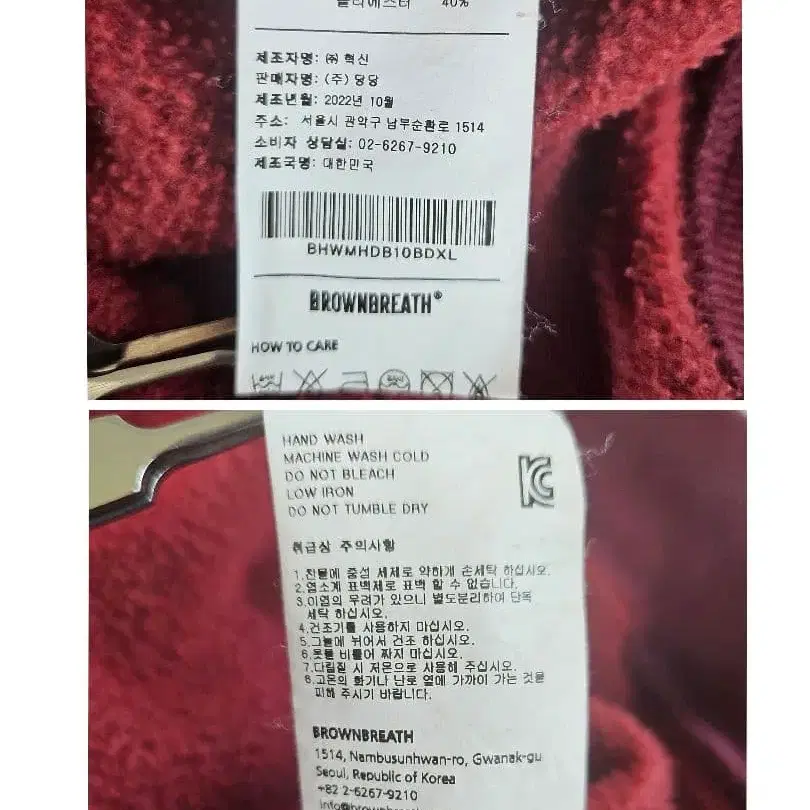 폴리에스터 40%
제조자명: ㈜ 혁신
판매자명: (주) 당당
제조년월: 2022년 10월
주소: 서울시 관악구 남부순환로 1514
소비자 상담실: 02-6267-9210
제조국명: 대한민국
BHWMHDB10BDXL
BROWNBREATH®
HOW TO CARE
HAND WASH
MACHINE WASH COLD
DO NOT BLEACH
LOW IRON
DO NOT TUMBLE DRY
KC
취급상 주의사항
1.찬물에 중성 세제로 약하게 손세탁 하십시오.
2.염소계 표백제로 표백 할 수 없습니다.
3.이염의 우려가 있으니 별도분리하여 단독
세탁 하십시오.
4.건조기를 사용하지 마십시오.
5.그늘에 뉘어서 건조 하십시오.
6.옷을 비틀어 짜지 마십시오.
7.다림질 시 저온으로 사용해 주십시오.
8.고온의 화기나 난로 열에 가까이 가는 것을
피해 주시기 바랍니다.
BROWNBREATH
1514, Nambusunhwan-ro, Gwanak-gu
Seoul, Republic of Korea
+82 2-6267-9210